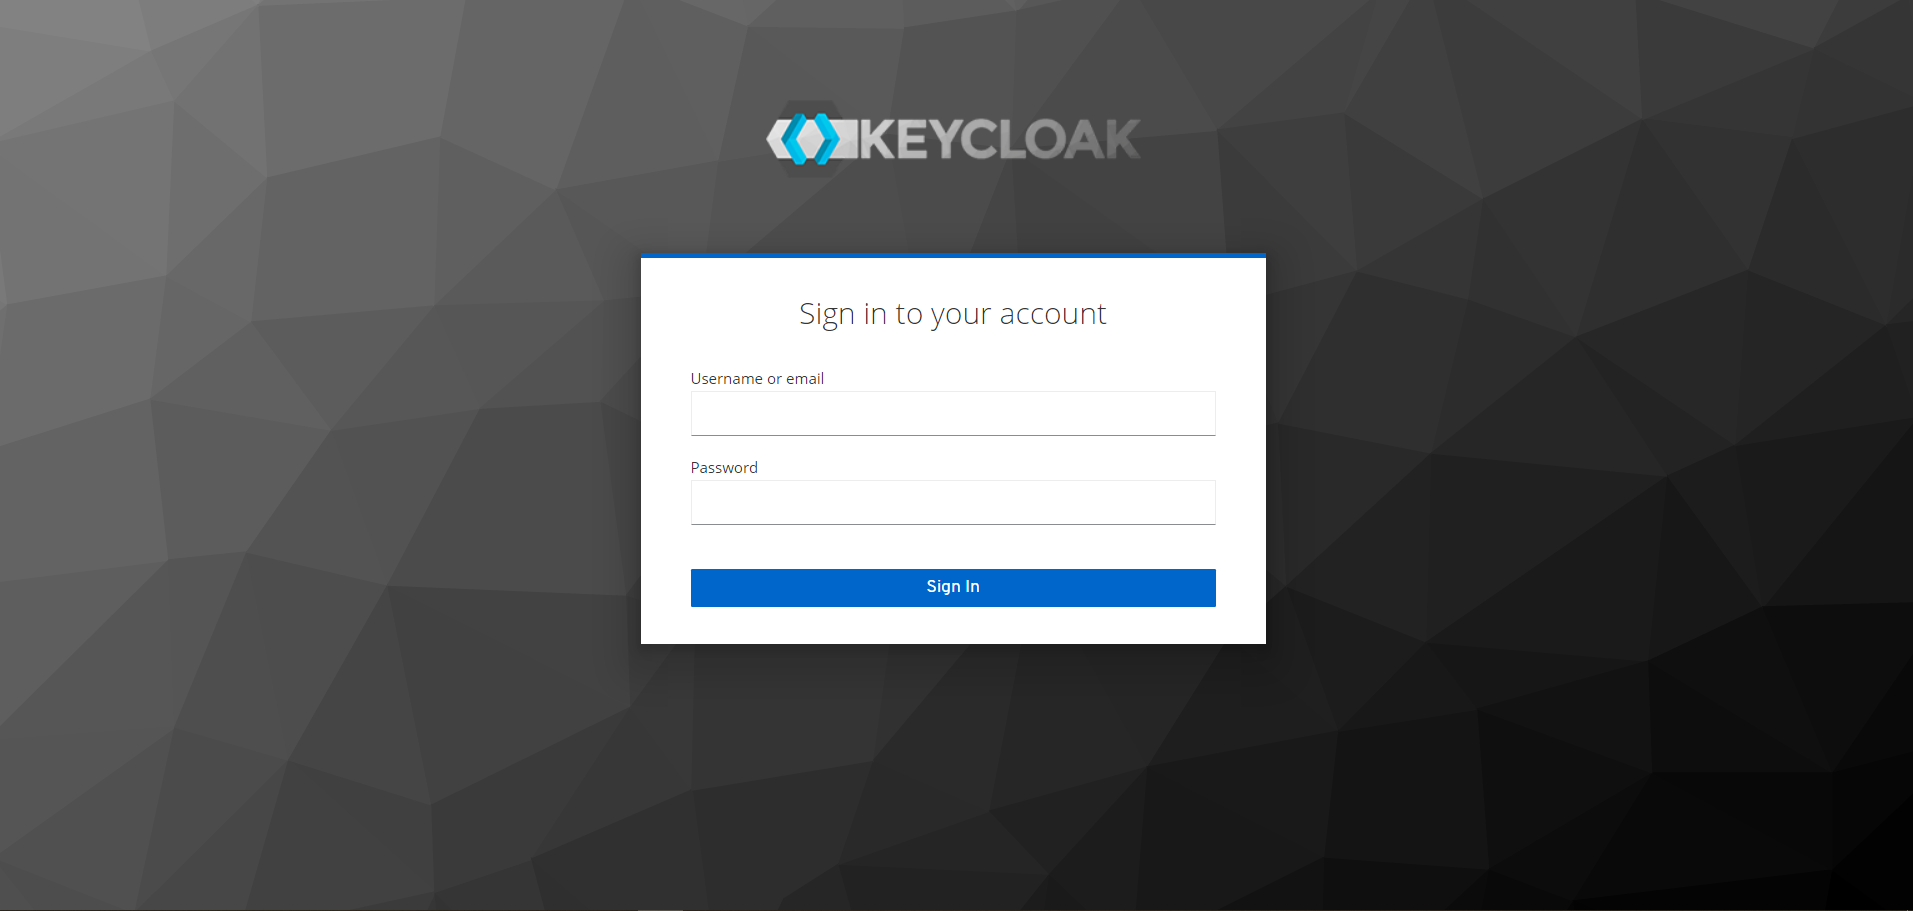 KEYCLOAK
Sign in to your account
Username or email
Password
Sign In